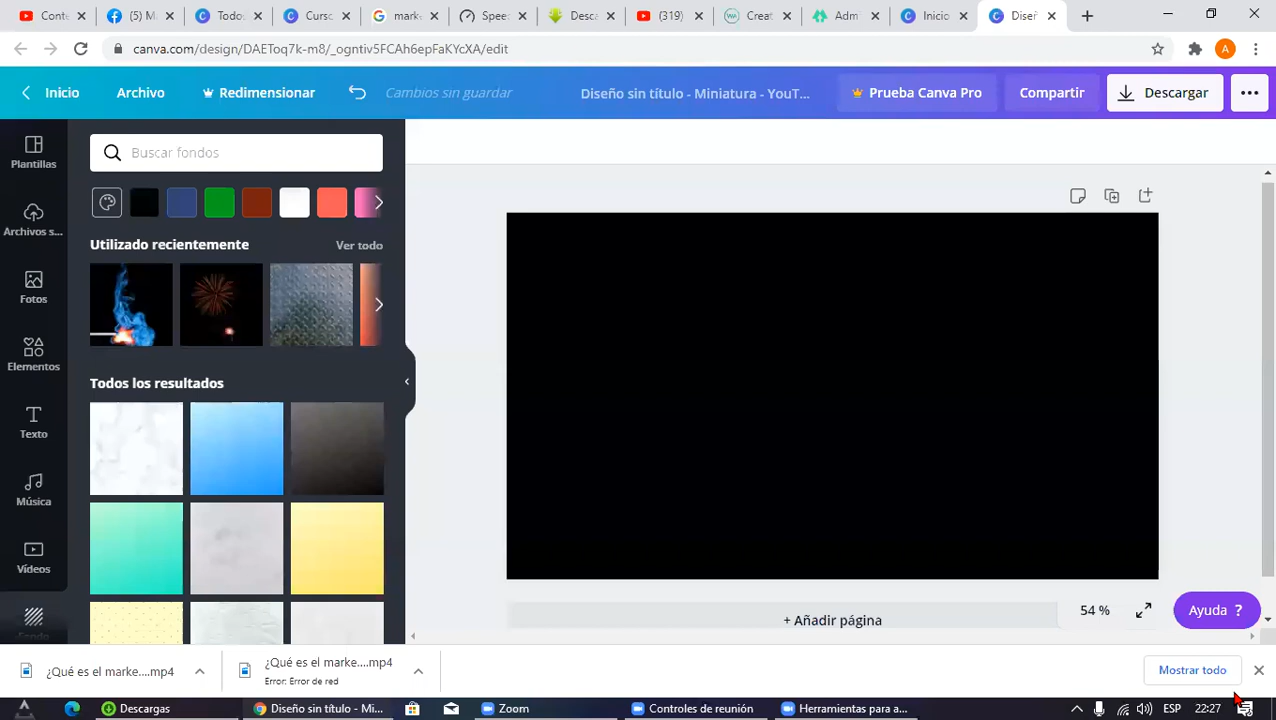 Conte
(2) M
Todo
Curso
mark
Spee
Desca
(319)
Creat
Adm
Inicio
Dise
canva.com/design/DAEToq7k-m8/_ogntiv5FCAh6epFaKYcXA/edit
A
Inicio
Archivo
Redimensionar
Cambios sin guardar
Diseño sin título - Miniatura - YouT...
Prueba Canva Pro
Compartir
Descargar
Plantillas
Archivos s...
Fotos
Elementos
Texto
Música
Vídeos
Fondo
Buscar fondos
Utilizado recientemente
Ver todo
Todos los resultados
+ Añadir página
54 %
Ayuda ?
¿Qué es el marke....mp4
¿Qué es el marke....mp4
Error: Error de red
Mostrar todo
Descargas
Diseño sin título - Mi...
Zoom
Controles de reunión
Herramientas para a...
ESP
22:27